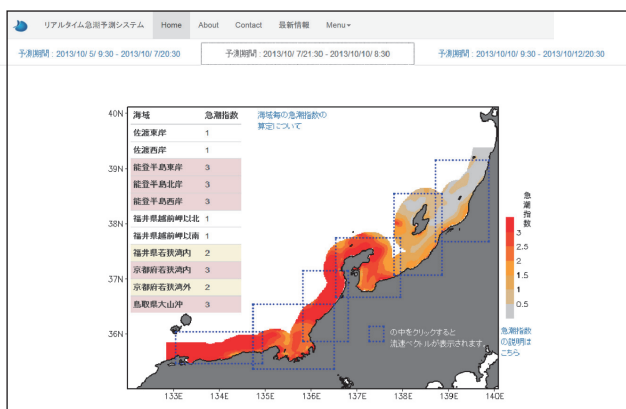 リアルタイム急潮予測システム Home About Contact 最新情報 Menu
予測期間 : 2013/10/ 5/ 9:30 - 2013/10/ 7/20:30 予測期間 : 2013/10/ 7/21:30 - 2013/10/10/ 8:30 予測期間 : 2013/10/10/ 9:30 - 2013/10/12/20:30
海域 急潮指数
佐渡東岸 1
佐渡西岸 1
能登半島東岸 3
能登半島北岸 3
能登半島西岸 3
福井県越前岬以北 1
福井県越前岬以南 1
福井県若狭湾内 2
京都府若狭湾内 3
京都府若狭湾外 2
鳥取県大山沖 3
海域毎の急潮指数の
算定について
40N
39N
38N
37N
36N
133E 134E 135E 136E 137E 138E 139E 140E
の中をクリックすると
流速ベクトルが表示されます
急潮指数
3
2.5
2
1.5
1
0.5
急潮指数
の説明は
こちら